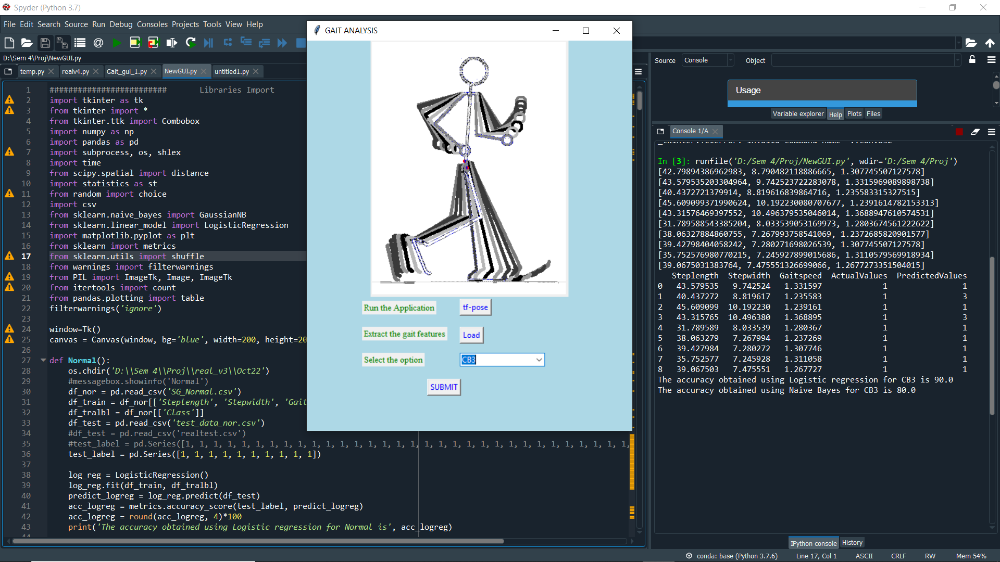 Spyder (Python 3.7)
File Edit Search Source Run Debug Consoles Projects Tools View Help
D:\Sem 4\Proj\NewGUI.py
temp.py realv4.py Gait_gui_1.py NewGUI.py untitled1.py
1 ######################### Libraries Import
2 import tkinter as tk
3 from tkinter import *
4 from tkinter.ttk import Combobox
5 import numpy as np
6 import pandas as pd
7 import subprocess, os, shlex
8 import time
9 from scipy.spatial import distance
10 import statistics as st
11 from random import choice
12 import csv
13 from sklearn.naive_bayes import GaussianNB
14 from sklearn.linear_model import LogisticRegression
15 import matplotlib.pyplot as plt
16 from sklearn import metrics
17 from sklearn.utils import shuffle
18 from warnings import filterwarnings
19 from PIL import ImageTk, Image, ImageTk
20 from itertools import count
21 from pandas.plotting import table
22 filterwarnings('ignore')
23
24 window=Tk()
25 canvas = Canvas(window, bg='blue', width=200, height=20
26
27 def Normal():
28 os.chdir('D:\\Sem 4\\Proj\\real_v3\\Oct22')
29 #messagebox.showinfo('Normal')
30 df_nor = pd.read_csv('SG_Normal.csv')
31 df_train = df_nor[['Steplength', 'Stepwidth', 'Gait
32 df_tralbl = df_nor[['Class']]
33 df_test = pd.read_csv('test_data_nor.csv')
34 #df_test = pd.read_csv('realtest.csv')
35 #test_label = pd.Series([1, 1, 1, 1, 1, 1, 1, 1, 1, 1, 1, 1, 1, 1, 1, 1, 1, 1, 1, 1, 1, 1, 1, 1, 1, 1, 1, 1, 1, 1, 1, 1,
36 test_label = pd.Series([1, 1, 1, 1, 1, 1, 1, 1, 1, 1])
37
38 log_reg = LogisticRegression()
39 log_reg.fit(df_train, df_tralbl)
40 predict_logreg = log_reg.predict(df_test)
41 acc_logreg = metrics.accuracy_score(test_label, predict_logreg)
42 acc_logreg = round(acc_logreg, 4)*100
43 print('The accuracy obtained using Logistic regression for Normal is', acc_logreg)
GAIT ANALYSIS
Run the Application tf-pose
Extract the gait features Load
Select the option CB3
SUBMIT
Source Console Object
Usage
Variable explorer Help Plots Files
Console 1/A
In [3]: runfile('D:/Sem 4/Proj/NewGUI.py', wdir='D:/Sem 4/Proj')
[42.79894386962983, 8.790482118886665, 1.307745507127578]
[43.579535203304964, 9.742523722283078, 1.3315969089898738]
[40.4372721379914, 8.819616839864716, 1.235583315327515]
[45.609099371990624, 10.192230080707677, 1.2391614782153313]
[43.31576469397552, 10.496379535046014, 1.3688947610574531]
[31.789588543385204, 8.033539053169973, 1.2803674561222622]
[38.06327884860755, 7.267993758541069, 1.2372685820901577]
[39.42798404058242, 7.280271698026539, 1.307745507127578]
[35.752576980770215, 7.245927899015686, 1.3110579569918934]
[39.0675031383764, 7.475551326699066, 1.2677273351504015]
Steplength Stepwidth Gaitspeed ActualValues PredictedValues
0 43.579535 9.742524 1.331597 1 1
1 40.437272 8.819617 1.235583 1 3
2 45.609099 10.192230 1.239161 1 1
3 43.315765 10.496380 1.368895 1 3
4 31.789589 8.033539 1.280367 1 1
5 38.063279 7.267994 1.237269 1 1
6 39.427984 7.280272 1.307746 1 1
7 35.752577 7.245928 1.311058 1 1
8 39.067503 7.475551 1.267727 1 1
The accuracy obtained using Logistic regression for CB3 is 90.0
The accuracy obtained using Naive Bayes for CB3 is 80.0
IPython console History
conda: base (Python 3.7.6) Line 17, Col 1 ASCII CRLF RW Mem 54%